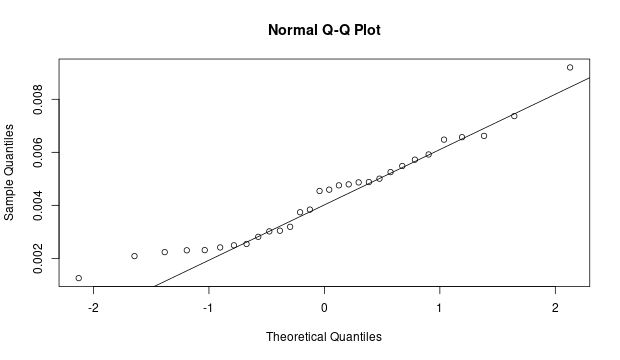 Normal Q-Q Plot
Sample Quantiles
0.008
0.006
0.004
0.002
-2 -1 0 1 2
Theoretical Quantiles